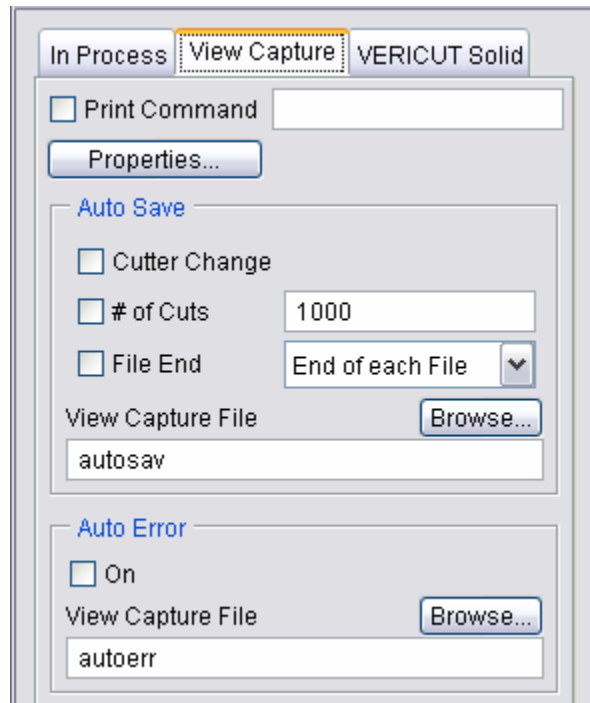 In Process View Capture VERICUT Solid
Print Command
Properties...
Auto Save
Cutter Change
# of Cuts 1000
File End End of each File
View Capture File Browse...
autosav
Auto Error
On
View Capture File Browse...
autoerr